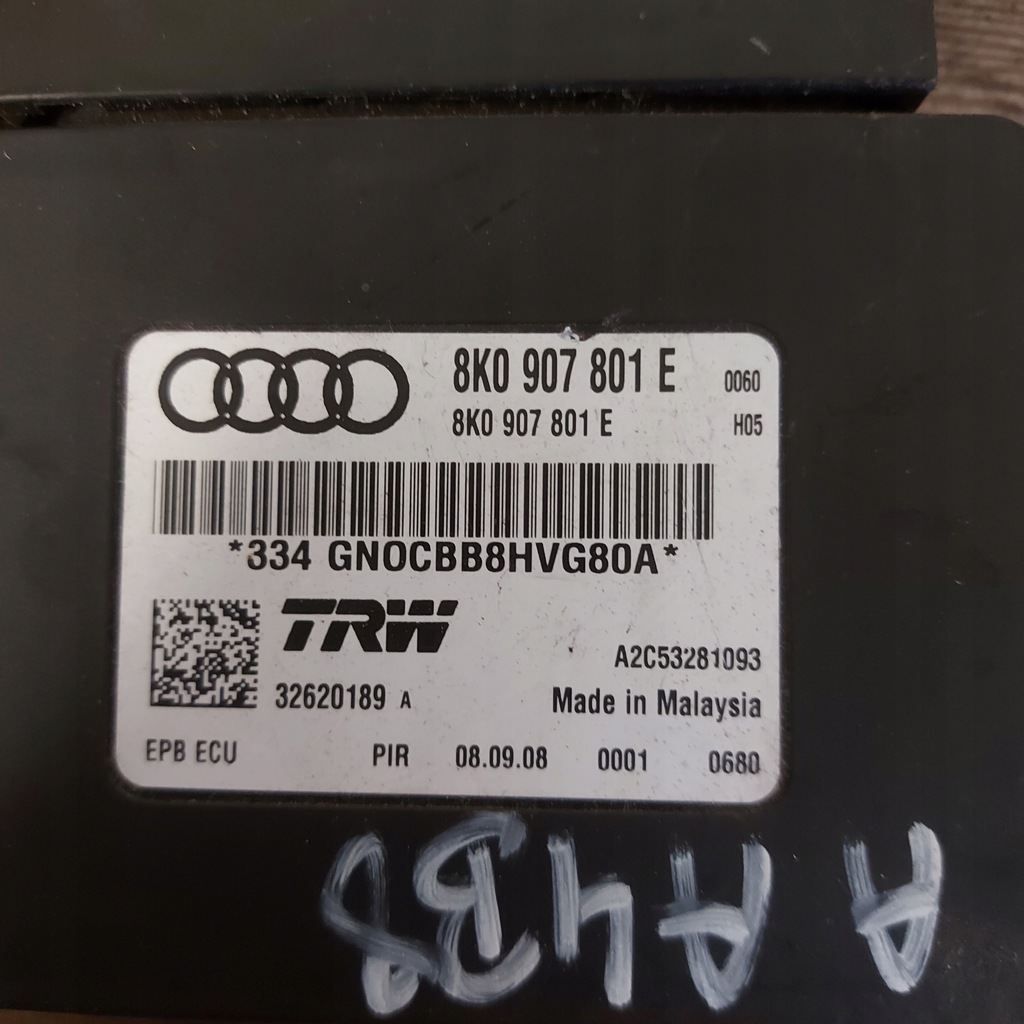 8K0 907 801 E 0060
8K0 907 801 E H05
*334 GN0CBB8HVG80A*
TRW
A2C53281093
32620189 A Made in Malaysia
EPB ECU PIR 08.09.08 0001 0680
A A4B8